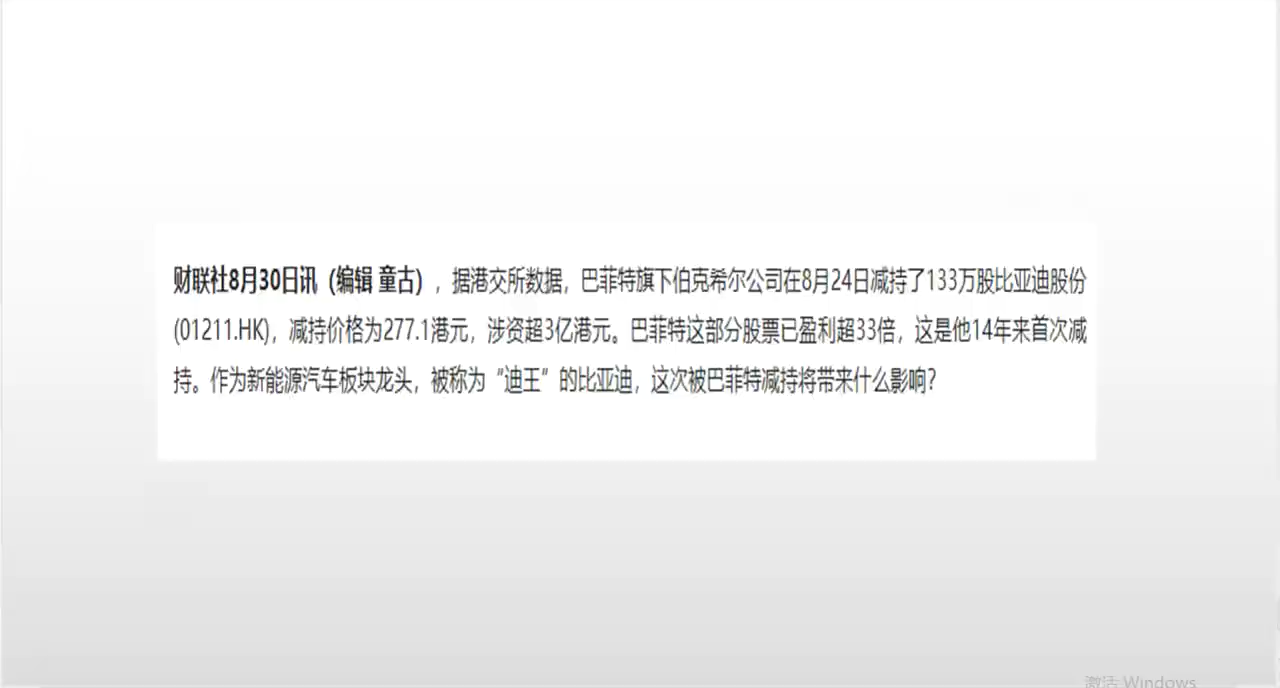 财联社8月30日讯（编辑 童古），据港交所数据，巴菲特旗下伯克希尔公司在8月24日减持了133万股比亚迪股份
(01211.HK)，减持价格为277.1港元，涉资超3亿港元。巴菲特这部分股票已盈利超33倍，这是他14年来首次减
持。作为新能源汽车板块龙头，被称为“迪王”的比亚迪，这次被巴菲特减持将带来什么影响？
激活 Windows